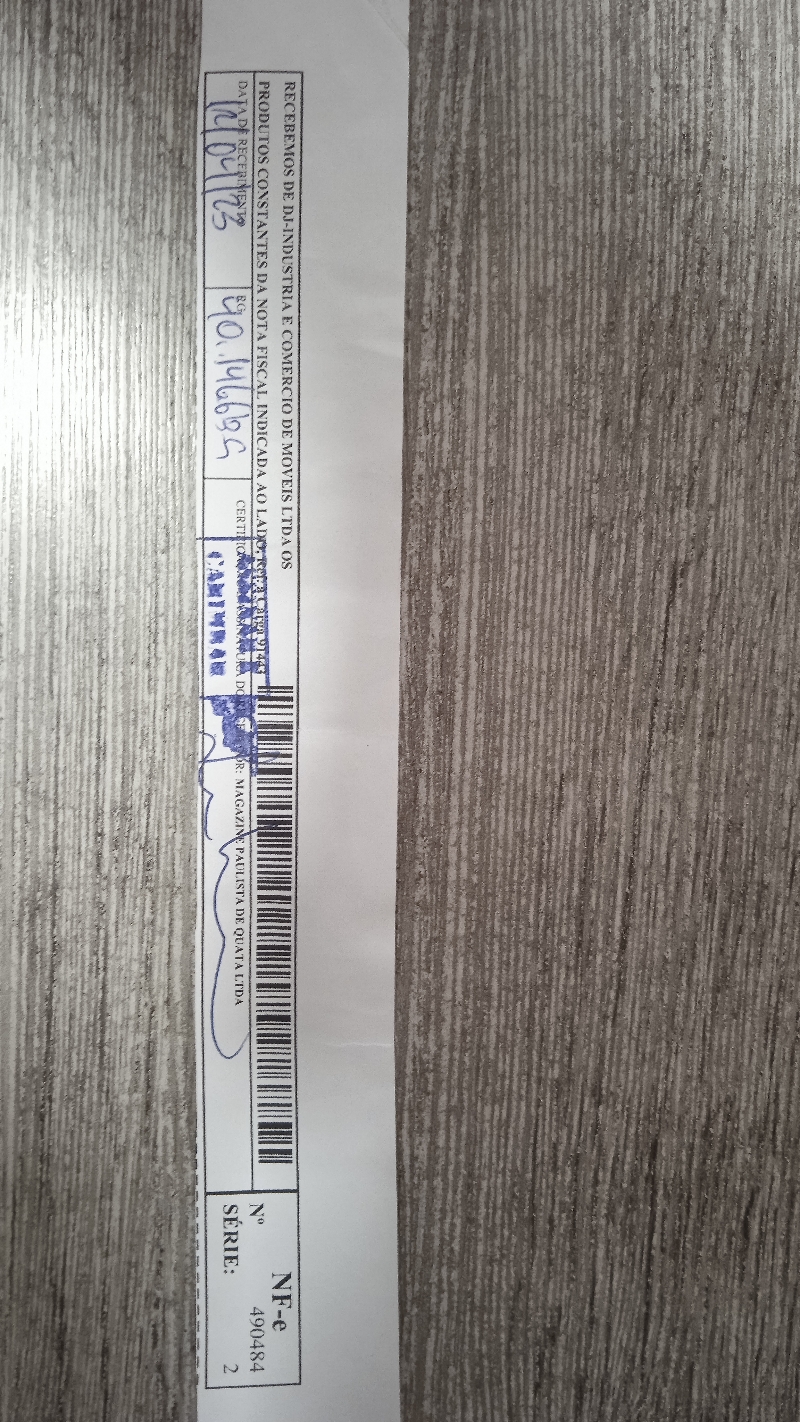 RECEBEMOS DE DJ-INDUSTRIA E COMERCIO DE MOVEIS LTDA OS
PRODUTOS CONSTANTES DA NOTA FISCAL INDICADA AO LADO.
DATA DE RECEBIMENTO
12/04/23
RG
40.146639
MAGAZINE PAULISTA DE QUATA LTDA
NF-e
Nº 490484
SÉRIE: 2